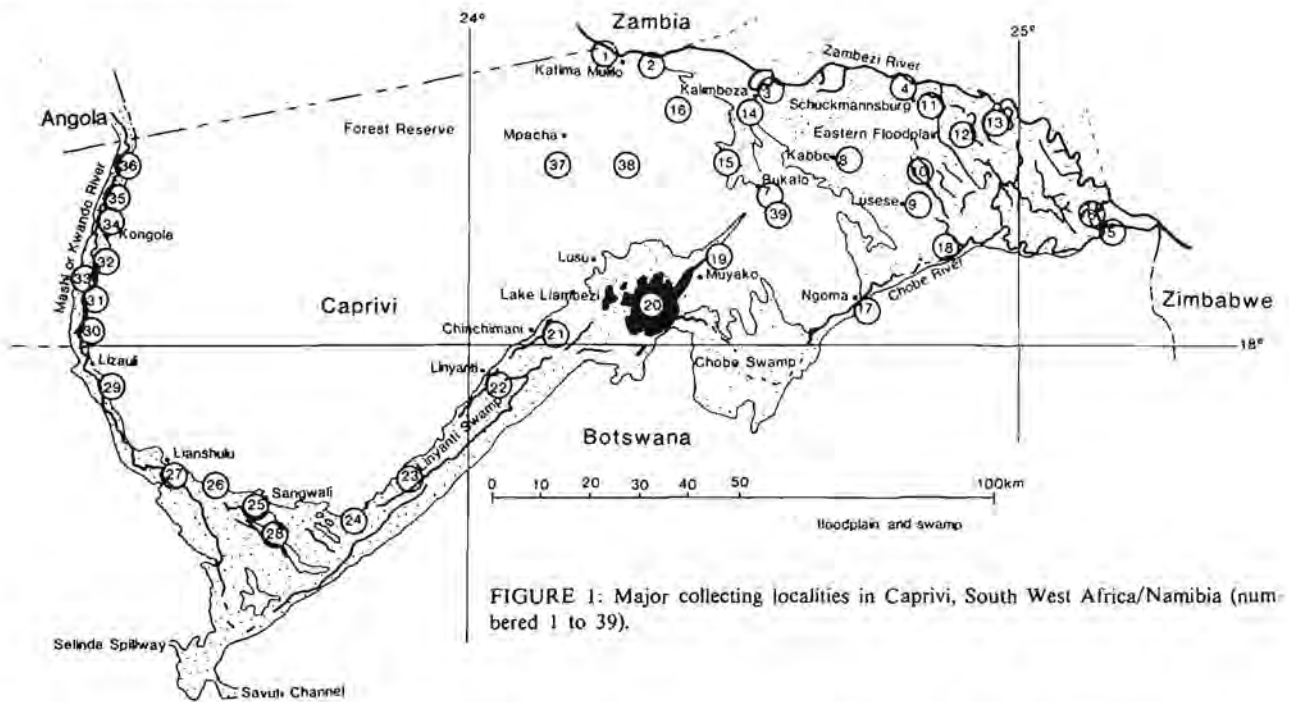 24°
Zambia
25°
Zambezi River
1
Katima Mulilo
2
Kalimboza
3
4
Schuckmannsburg
11
16
14
Eastern Floodplain
12
13
Angola
Forest Reserve
Mpacha
36
37
38
15
Kabbe
8
10
Bukalo
7
39
Lusese
9
6
5
35
34
Kongola
Mashi or Kwando River
32
33
31
30
18
Chobe River
Lusu
19
Muyako
Lake Liambezi
20
Ngoma
17
Zimbabwe
Caprivi
Chinchimani
21
18°
Lizauli
29
Linyanti
22
Chobe Swamp
Linyanti Swamp
Botswana
Lianshulu
27
26
25
Sangwali
23
24
28
0 10 20 30 40 50 100km
floodplain and swamp
FIGURE 1: Major collecting localities in Caprivi, South West Africa/Namibia (num-
bered 1 to 39).
Selinda Spillway
Savuti Channel